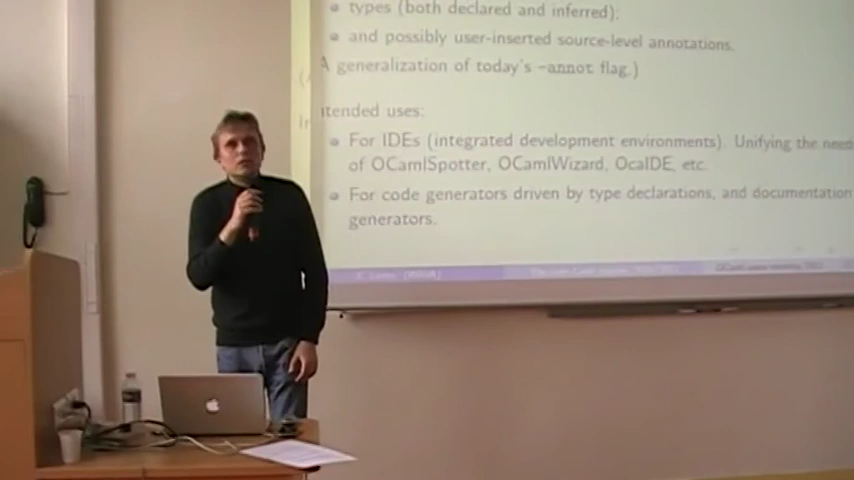 types (both declared and inferred);
and possibly user-inserted source-level annotations.
A generalization of today's –annot flag.)
ntended uses:
For IDEs (integrated development environments). Unifying the need
of OCamlSpotter, OCamlWizard, OcaIDE, etc.
For code generators driven by type declarations, and documentation
generators.